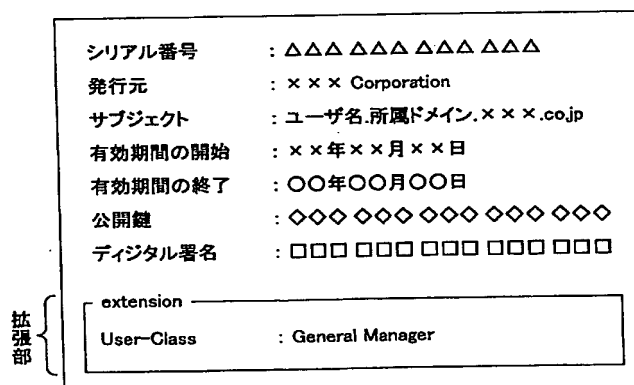 シリアル番号 : △△△ △△△ △△△ △△△
発行元 : ××× Corporation
サブジェクト : ユーザ名.所属ドメイン.×××.co.jp
有効期間の開始 : ××年××月××日
有効期間の終了 : ○○年○○月○○日
公開鍵 : ◇◇◇ ◇◇◇ ◇◇◇ ◇◇◇ ◇◇◇
ディジタル署名 : □□□ □□□ □□□ □□□ □□□
拡張部
extension
User-Class : General Manager